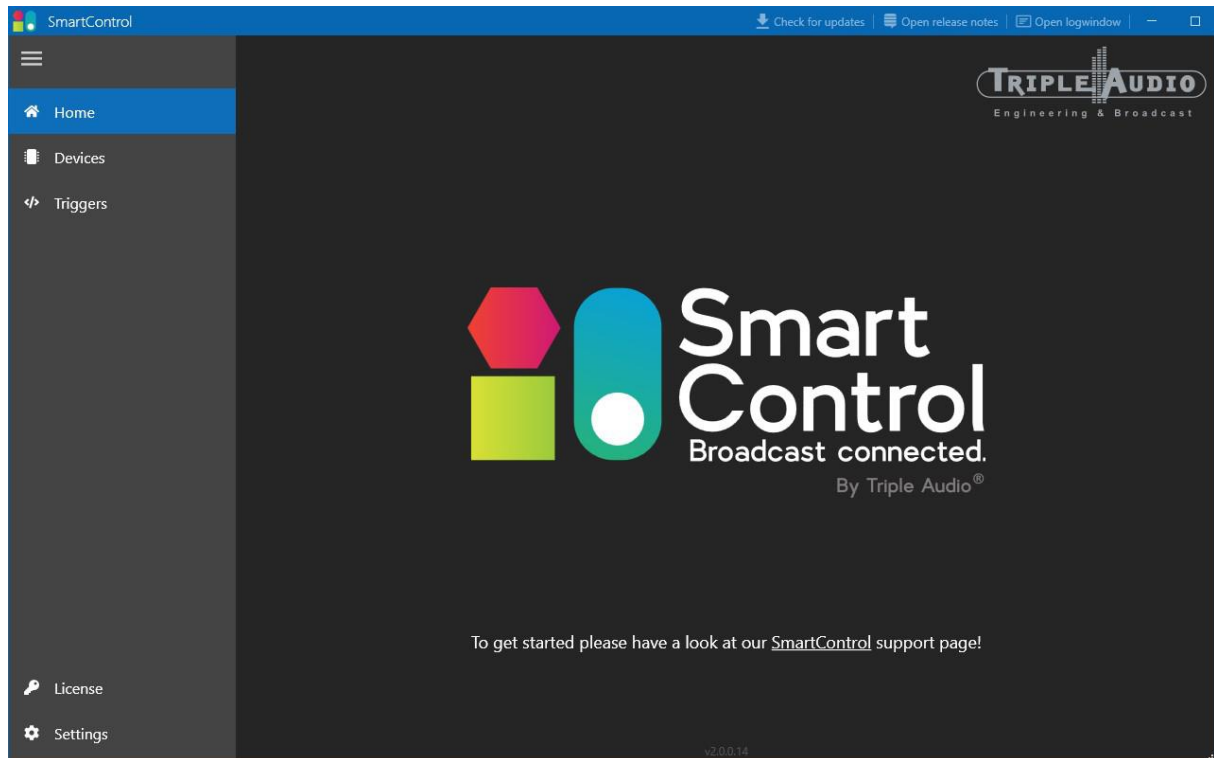 SmartControl
Check for updates
Open release notes
Open logwindow
TRIPLE AUDIO
Engineering & Broadcast
Home
Devices
Triggers
Smart
Control
Broadcast connected.
By Triple Audio®
To get started please have a look at our SmartControl support page!
License
Settings
v2.0.0.14